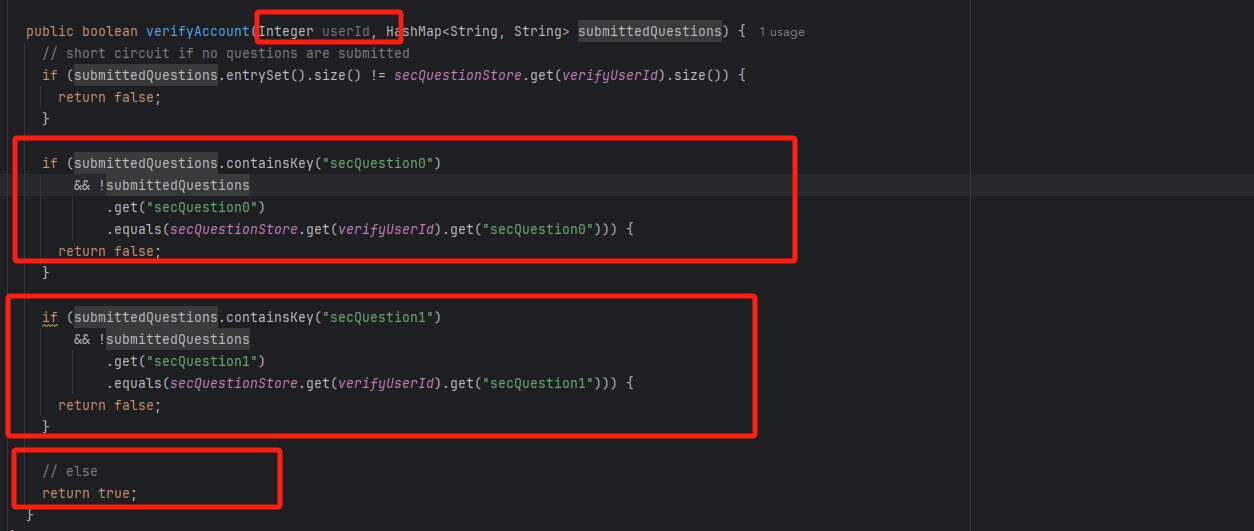 public boolean verifyAccount(Integer userId, HashMap<String, String> submittedQuestions) { 1 usage
// short circuit if no questions are submitted
if (submittedQuestions.entrySet().size() != secQuestionStore.get(verifyUserId).size()) {
return false;
}
if (submittedQuestions.containsKey("secQuestion0")
&& !submittedQuestions
.get("secQuestion0")
.equals(secQuestionStore.get(verifyUserId).get("secQuestion0"))) {
return false;
}
if (submittedQuestions.containsKey("secQuestion1")
&& !submittedQuestions
.get("secQuestion1")
.equals(secQuestionStore.get(verifyUserId).get("secQuestion1"))) {
return false;
}
// else
return true;
}